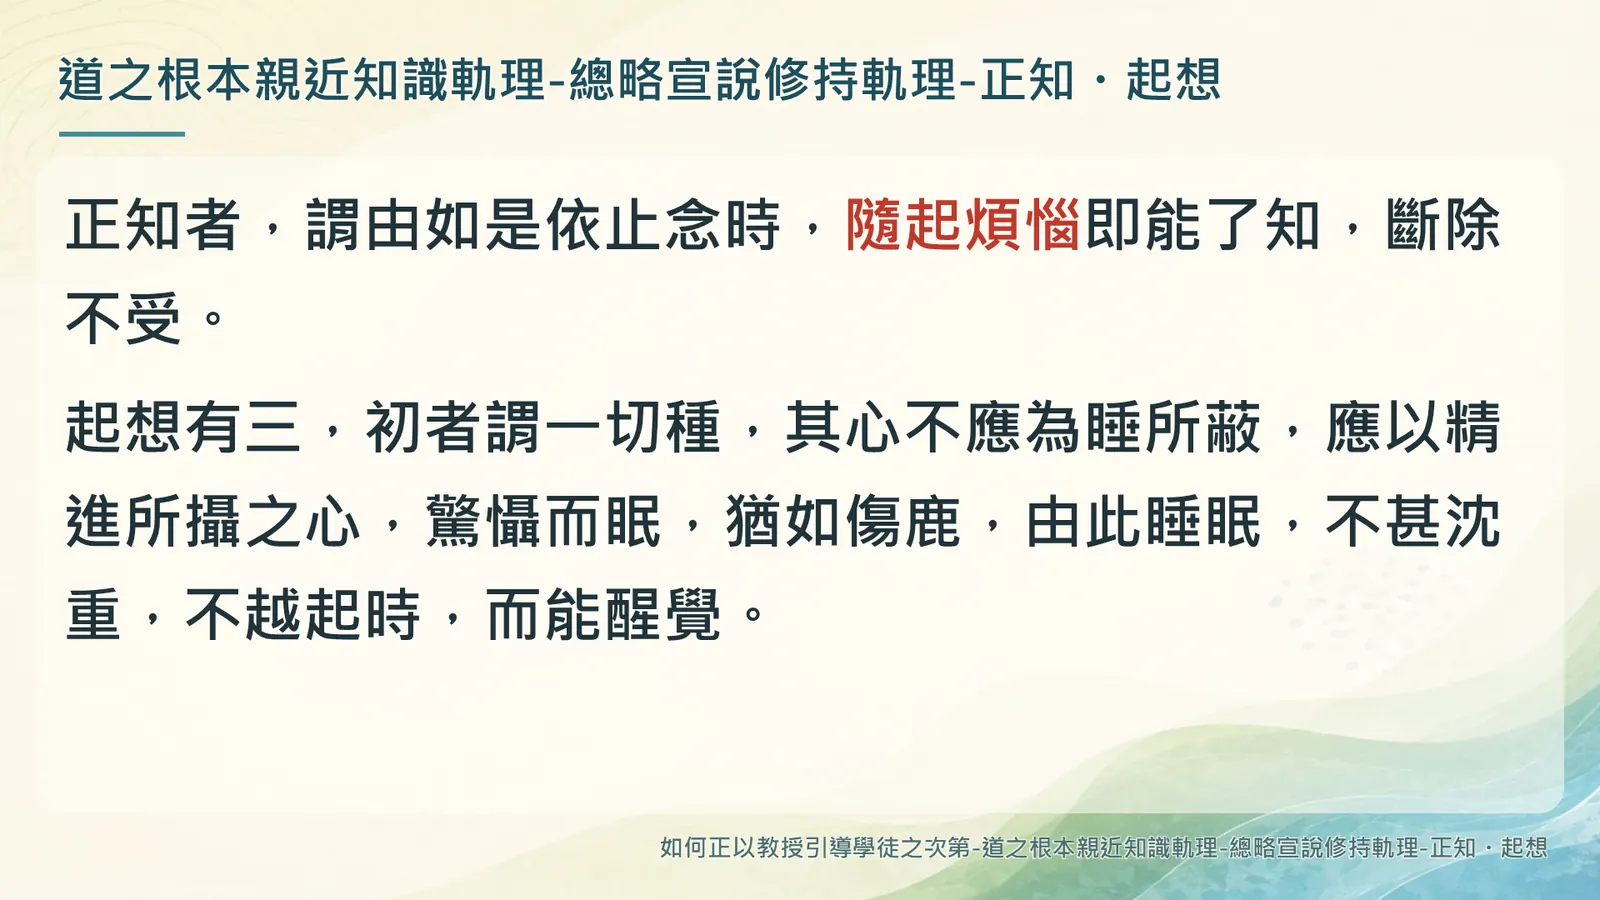 道之根本親近知識軌理-總略宣說修持軌理-正知．起想
正知者，謂由如是依止念時，隨起煩惱即能了知，斷除
不受。
起想有三，初者謂一切種，其心不應為睡所蔽，應以精
進所攝之心，驚懾而眠，猶如傷鹿，由此睡眠，不甚沈
重，不越起時，而能醒覺。
如何正以教授引導學徒之次第-道之根本親近知識軌理-總略宣說修持軌理-正知．起想